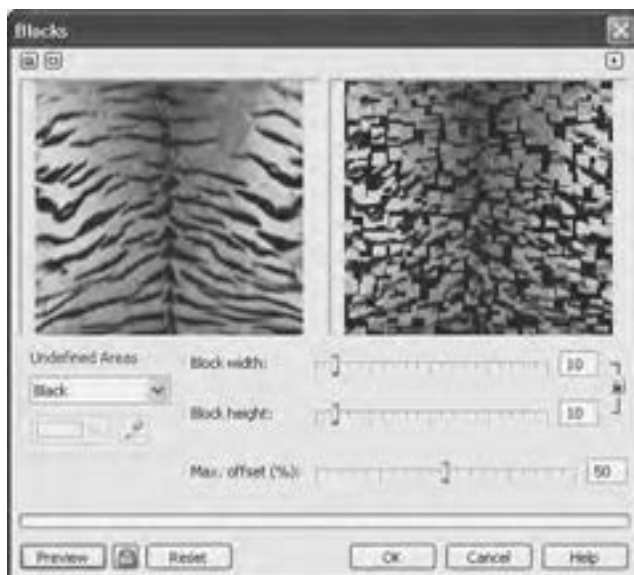 Blocks
Undefined Areas
Black
Block width:
10
Block height:
10
Max. offset (%):
50
Preview
Reset
OK
Cancel
Help